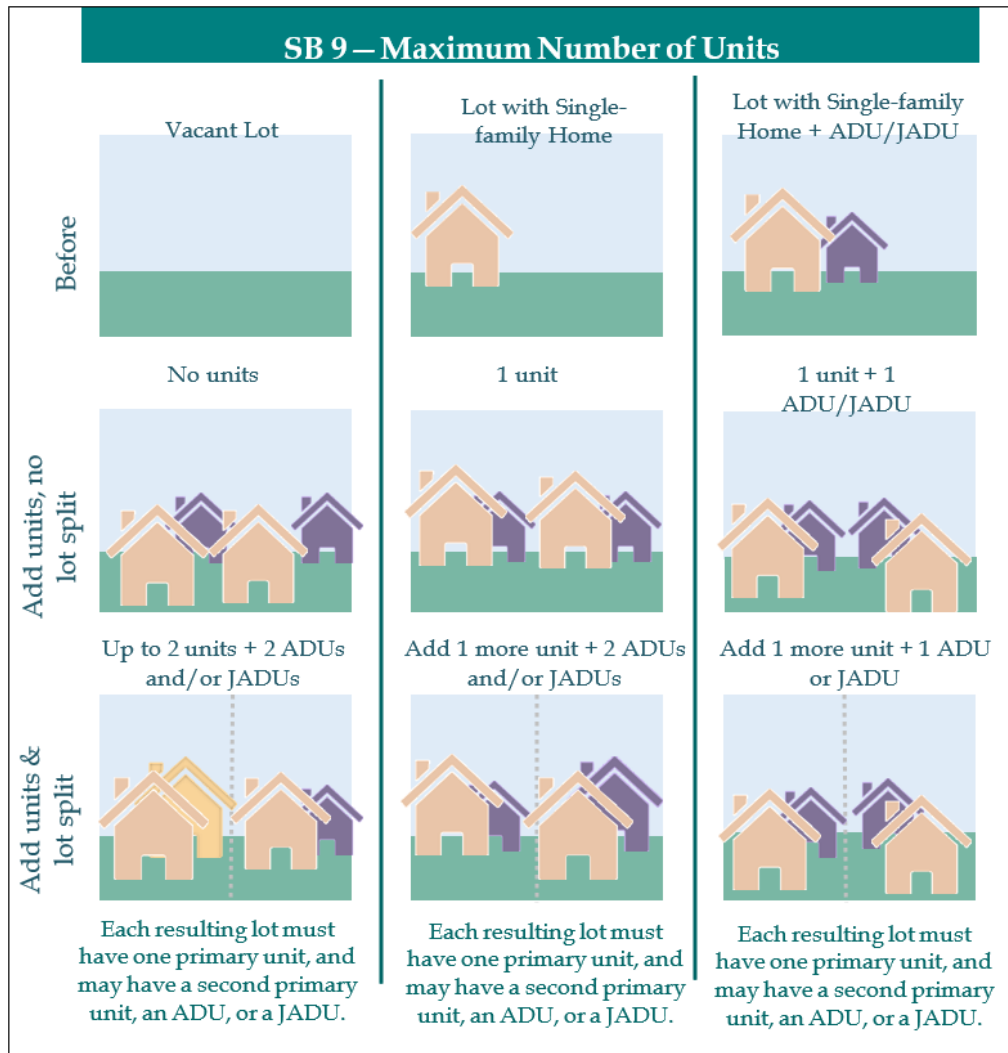 SB 9 – Maximum Number of Units
Vacant Lot
Lot with Single-
family Home
Lot with Single-family
Home + ADU/JADU
Before
No units
1 unit
1 unit + 1
ADU/JADU
Add units, no
lot split
Up to 2 units + 2 ADUs
and/or JADUs
Add 1 more unit + 2 ADUs
and/or JADUs
Add 1 more unit + 1 ADU
or JADU
Add units &
lot split
Each resulting lot must
have one primary unit, and
may have a second primary
unit, an ADU, or a JADU.
Each resulting lot must
have one primary unit, and
may have a second primary
unit, an ADU, or a JADU.
Each resulting lot must
have one primary unit, and
may have a second primary
unit, an ADU, or a JADU.